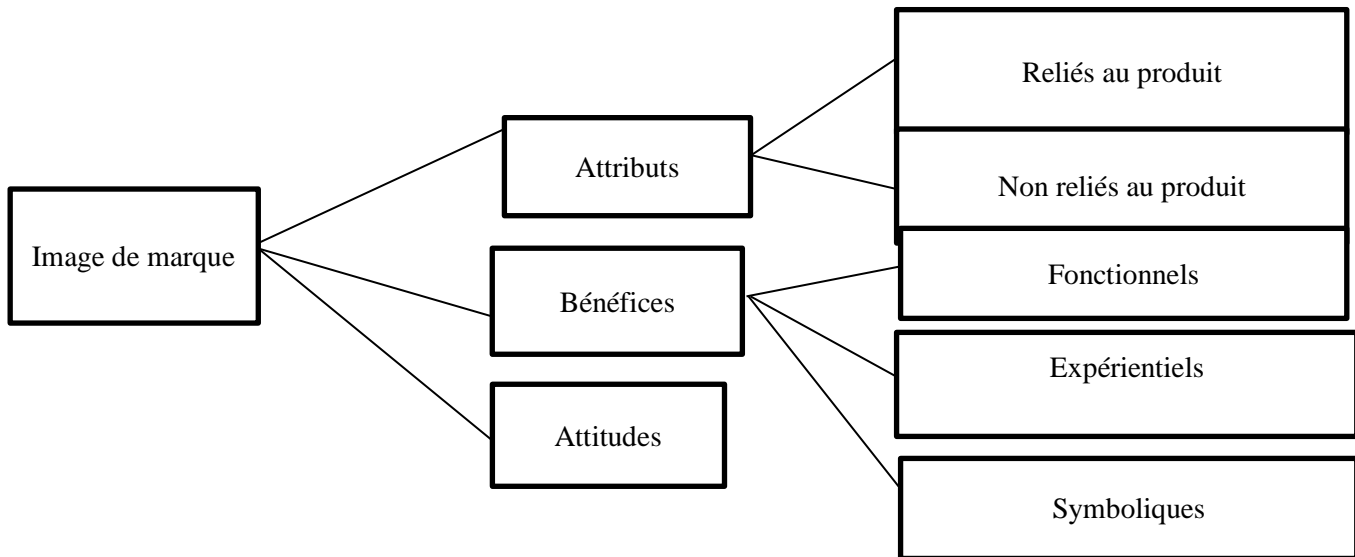 Image de marque
Attributs
Bénéfices
Attitudes
Reliés au produit
Non reliés au produit
Fonctionnels
Expérientiels
Symboliques